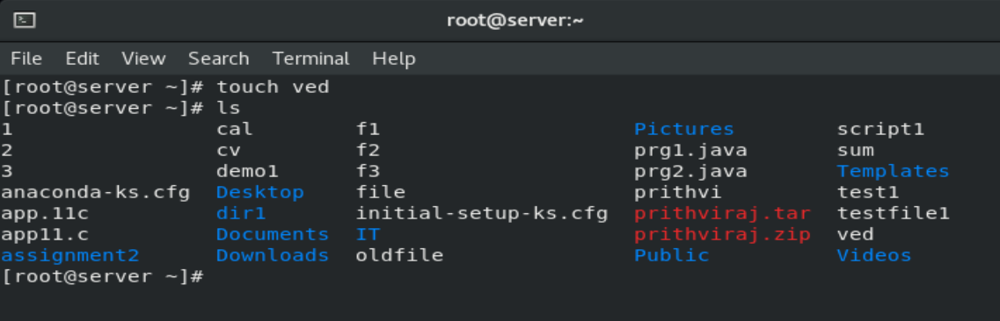 root@server:~
File Edit View Search Terminal Help
[root@server ~]# touch ved
[root@server ~]# ls
1 cal f1 Pictures script1
2 cv f2 prg1.java sum
3 demo1 f3 prg2.java Templates
anaconda-ks.cfg Desktop file prithvi test1
app.11c dir1 initial-setup-ks.cfg prithviraj.tar testfile1
app11.c Documents IT prithviraj.zip ved
assignment2 Downloads oldfile Public Videos
[root@server ~]#